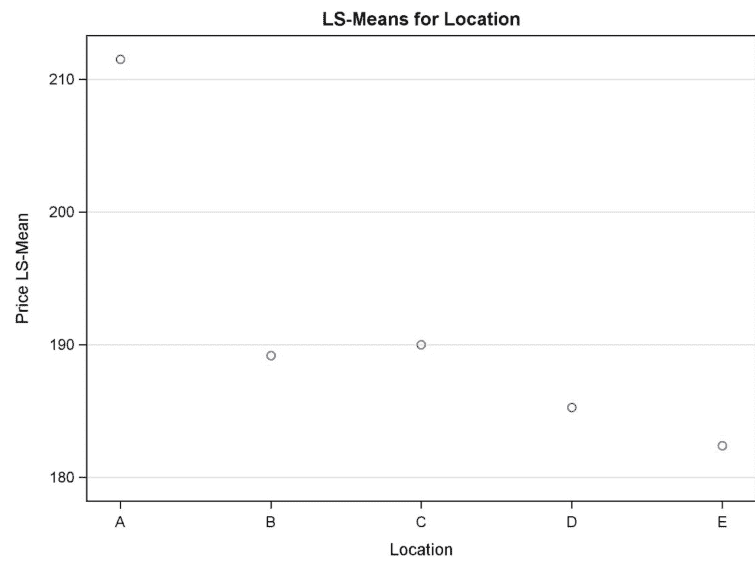 LS-Means for Location
210
200
190
180
Price LS-Mean
A B C D E
Location